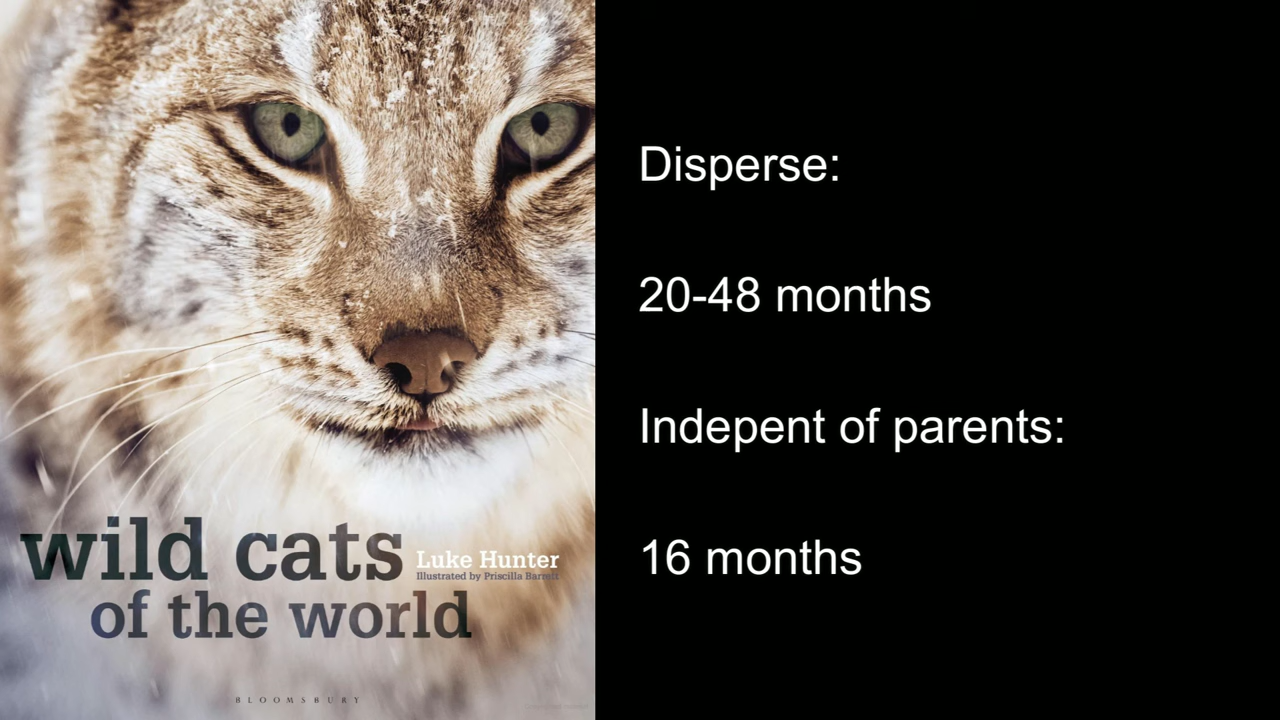 wild cats
Luke Hunter
Illustrated by Priscilla Barrett
of the world
BLOOMSBURY
Disperse:
20-48 months
Indepent of parents:
16 months